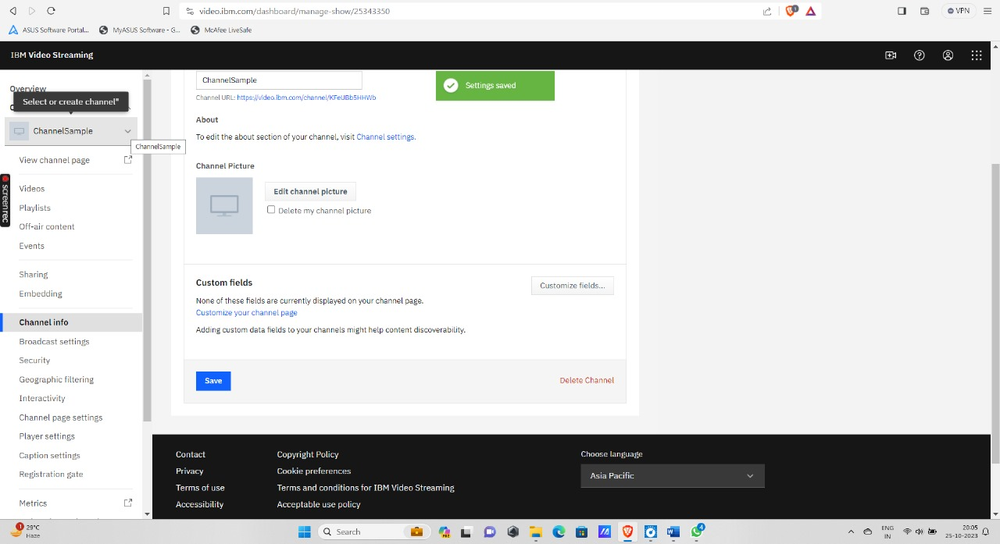 video.ibm.com/dashboard/manage-show/25343350
1
VPN
ASUS Software Portal...
MyASUS Software - G...
McAfee LiveSafe
IBM Video Streaming
Overview
Select or create channel"
ChannelSample
ChannelSample
View channel page
Videos
Playlists
Off-air content
Events
Sharing
Embedding
Channel info
Broadcast settings
Security
Geographic filtering
Interactivity
Channel page settings
Player settings
Caption settings
Registration gate
Metrics
screenrec
ChannelSample
Settings saved
Channel URL: https://video.ibm.com/channel/KFeUBb5HHWb
About
To edit the about section of your channel, visit Channel settings.
Channel Picture
Edit channel picture
Delete my channel picture
Custom fields
Customize fields...
None of these fields are currently displayed on your channel page.
Customize your channel page
Adding custom data fields to your channels might help content discoverability.
Save
Delete Channel
Contact
Privacy
Terms of use
Accessibility
Copyright Policy
Cookie preferences
Terms and conditions for IBM Video Streaming
Acceptable use policy
Choose language
Asia Pacific
1
29°C
Haze
Search
4
ENG
IN
20:05
25-10-2023